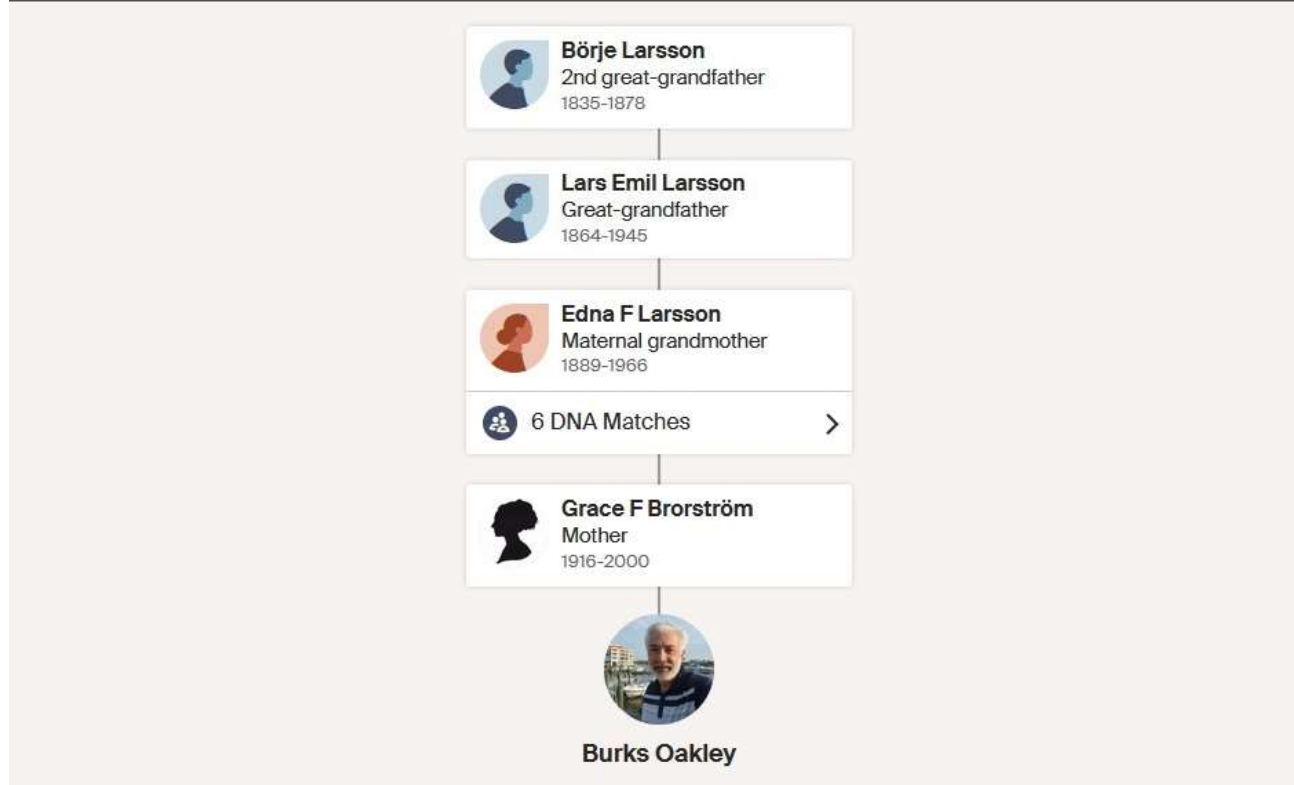 Börje Larsson
2nd great-grandfather
1835-1878
Lars Emil Larsson
Great-grandfather
1864-1945
Edna F Larsson
Maternal grandmother
1889-1966
6 DNA Matches
Grace F Brorström
Mother
1916-2000
Burks Oakley